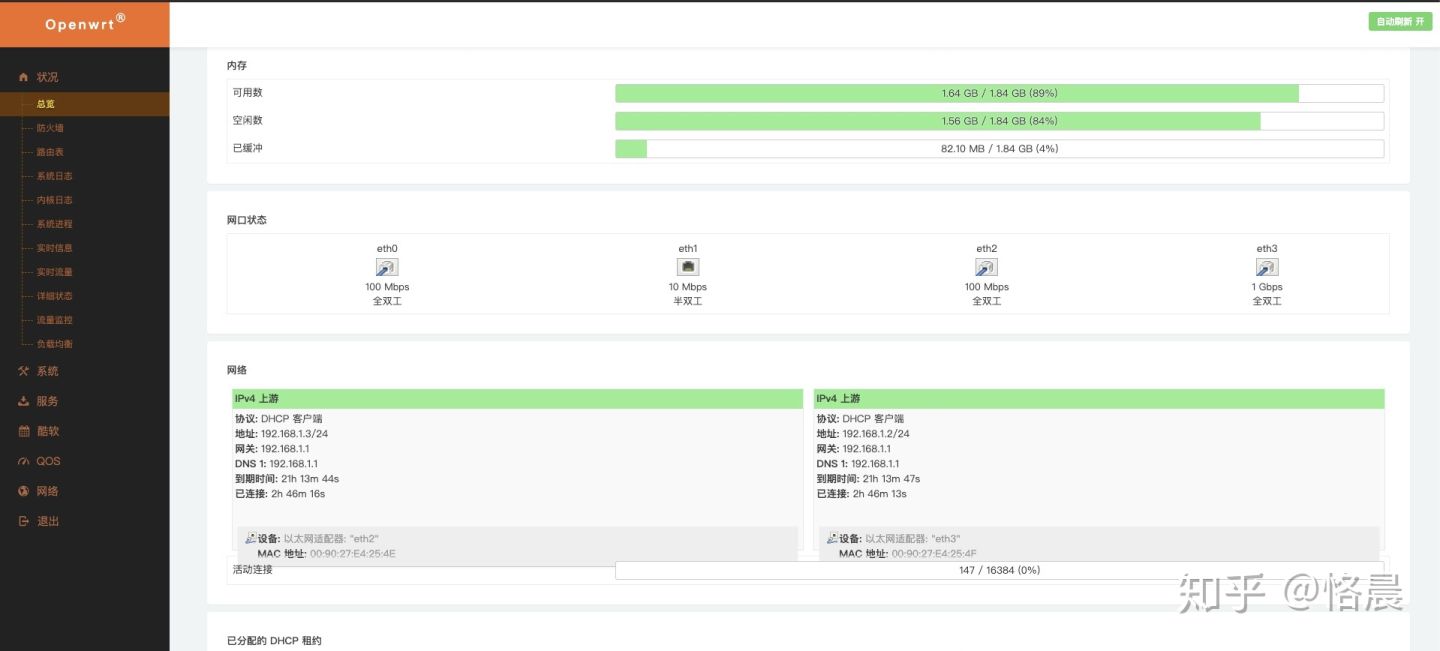 Openwrt®
自动刷新 开
状况
总览
防火墙
路由表
系统日志
内核日志
系统进程
实时信息
实时流量
详细状态
流量监控
负载均衡
系统
服务
酷软
QOS
网络
退出
内存
可用数 1.64 GB / 1.84 GB (89%)
空闲数 1.56 GB / 1.84 GB (84%)
已缓冲 82.10 MB / 1.84 GB (4%)
网口状态
eth0 eth1 eth2 eth3
100 Mbps 10 Mbps 100 Mbps 1 Gbps
全双工 半双工 全双工 全双工
网络
IPv4 上游
协议: DHCP 客户端
地址: 192.168.1.3/24
网关: 192.168.1.1
DNS 1: 192.168.1.1
到期时间: 21h 13m 44s
已连接: 2h 46m 16s
设备: 以太网适配器: "eth2"
MAC 地址: 00:90:27:E4:25:4E
IPv4 上游
协议: DHCP 客户端
地址: 192.168.1.2/24
网关: 192.168.1.1
DNS 1: 192.168.1.1
到期时间: 21h 13m 47s
已连接: 2h 46m 13s
设备: 以太网适配器: "eth3"
MAC 地址: 00:90:27:E4:25:4F
活动连接 147 / 16384 (0%)
已分配的 DHCP 租约
知乎 @恪晨